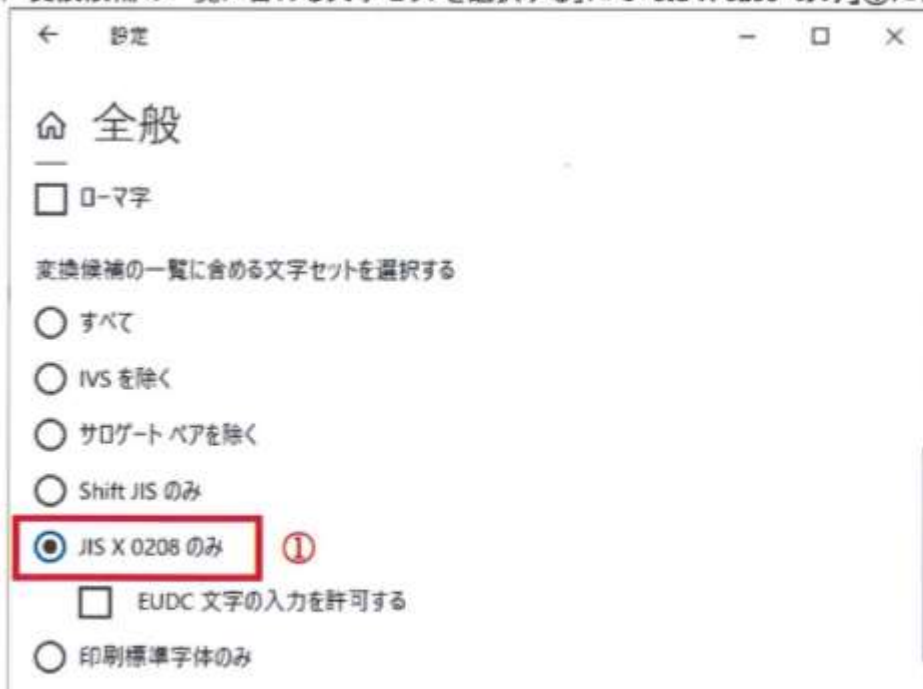 ← 設定
全般
ローマ字
変換候補の一覧に含める文字セットを選択する
すべて
IVS を除く
サロゲート ペアを除く
Shift JIS のみ
JIS X 0208 のみ ①
EUDC 文字の入力を許可する
印刷標準字体のみ